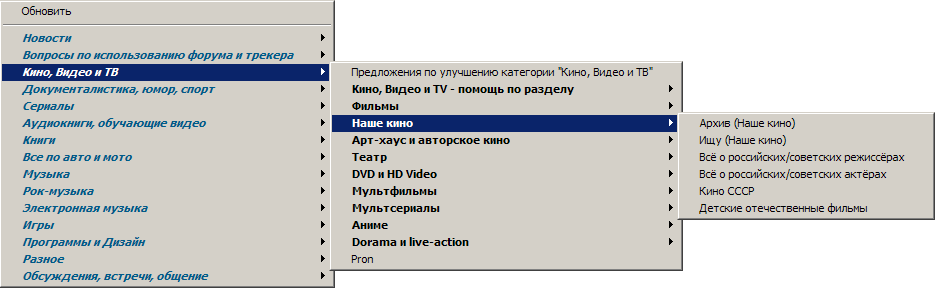 Обновить
Новости
Вопросы по использованию форума и трекера
Кино, Видео и ТВ
Документалистика, юмор, спорт
Сериалы
Аудиокниги, обучающие видео
Книги
Все по авто и мото
Музыка
Рок-музыка
Электронная музыка
Игры
Программы и Дизайн
Разное
Обсуждения, встречи, общение
Предложения по улучшению категории "Кино, Видео и ТВ"
Кино, Видео и TV - помощь по разделу
Фильмы
Наше кино
Арт-хаус и авторское кино
Театр
DVD и HD Video
Мультфильмы
Мультсериалы
Аниме
Dorama и live-action
Pron
Архив (Наше кино)
Ищу (Наше кино)
Всё о российских/советских режиссёрах
Всё о российских/советских актёрах
Кино СССР
Детские отечественные фильмы